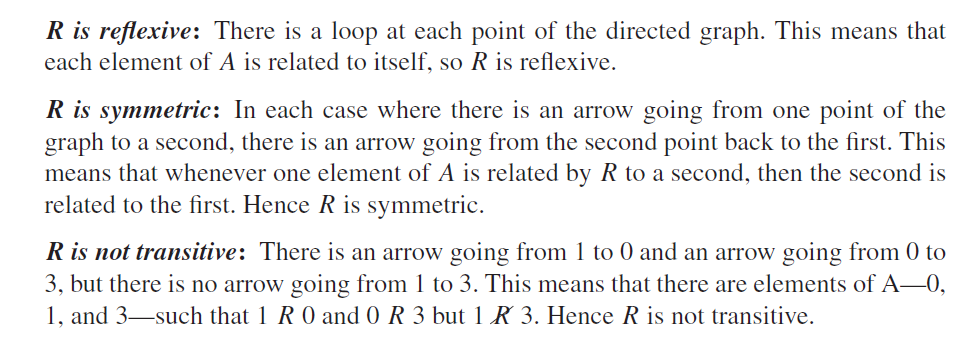 R is reflexive: There is a loop at each point of the directed graph. This means that
each element of A is related to itself, so R is reflexive.
R is symmetric: In each case where there is an arrow going from one point of the
graph to a second, there is an arrow going from the second point back to the first. This
means that whenever one element of A is related by R to a second, then the second is
related to the first. Hence R is symmetric.
R is not transitive: There is an arrow going from 1 to 0 and an arrow going from 0 to
3, but there is no arrow going from 1 to 3. This means that there are elements of A—0,
1, and 3—such that 1 R 0 and 0 R 3 but 1 R̸ 3. Hence R is not transitive.